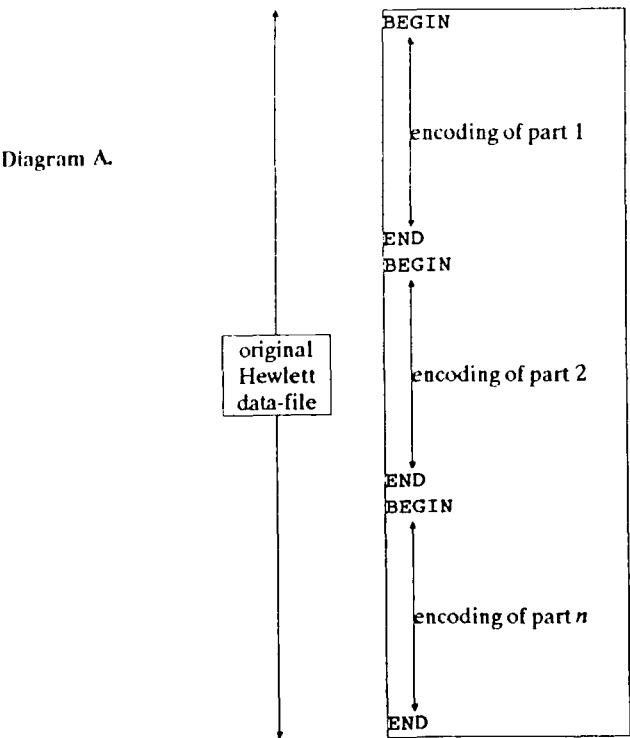 BEGIN
encoding of part 1
Diagram A.
END
BEGIN
original
Hewlett
data-file
encoding of part 2
END
BEGIN
encoding of part n
END